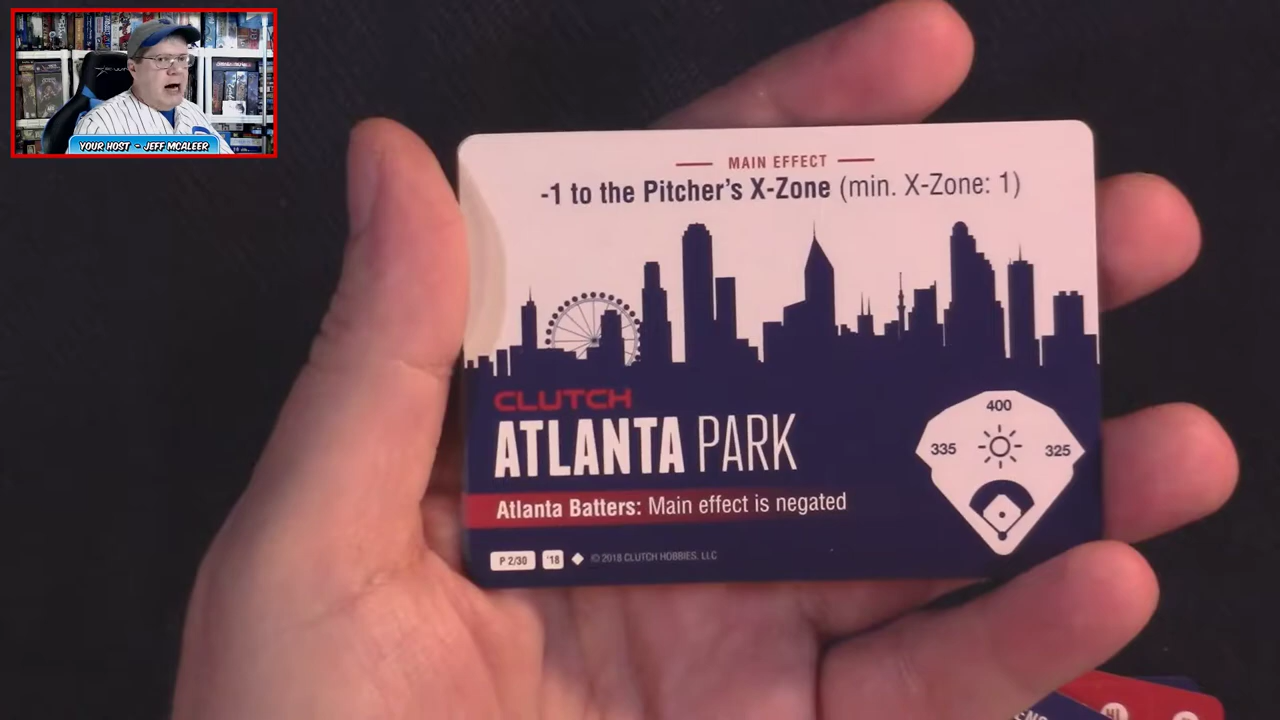 YOUR HOST - JEFF MCALEER
MAIN EFFECT
-1 to the Pitcher's X-Zone (min. X-Zone: 1)
CLUTCH
ATLANTA PARK
400
335
325
Atlanta Batters: Main effect is negated
P 2/30 '18 © 2018 CLUTCH HOBBIES, LLC